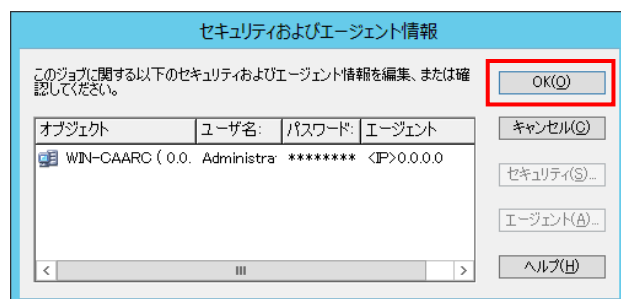 セキュリティおよびエージェント情報
このジョブに関する以下のセキュリティおよびエージェント情報を編集、または確
認してください。
OK(O)
オブジェクト ユーザ名: パスワード: エージェント
キャンセル(C)
WIN-CAARC ( 0.0. Administra ******** <IP>0.0.0.0
セキュリティ(S)...
エージェント(A)...
ヘルプ(H)